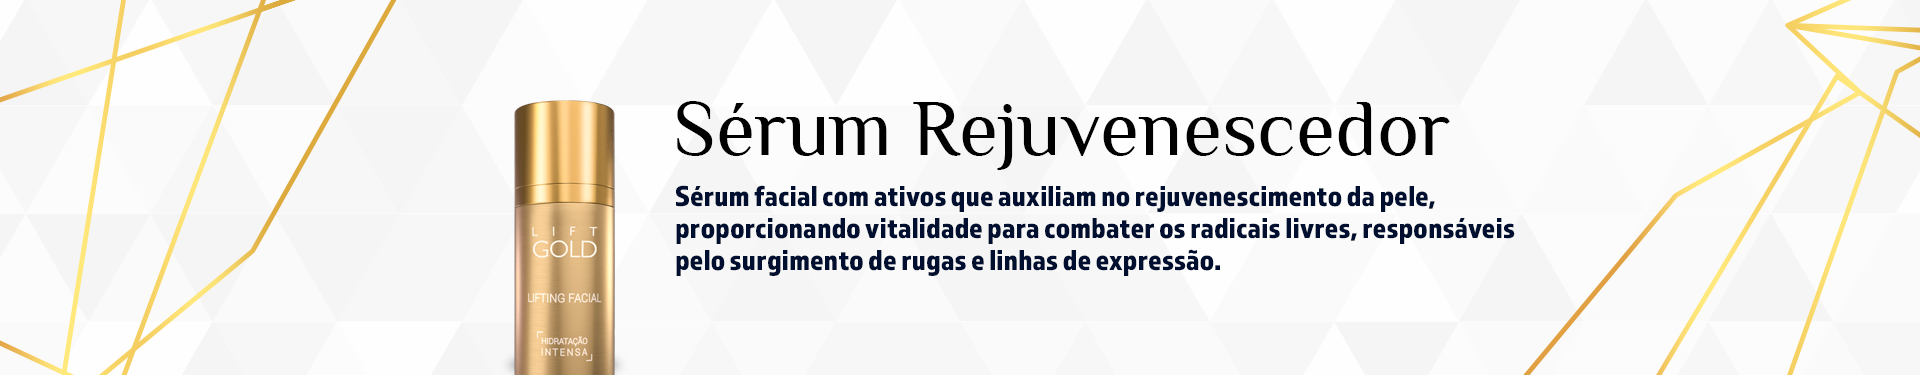 Sérum Rejuvenescedor
Sérum facial com ativos que auxiliam no rejuvenescimento da pele,
proporcionando vitalidade para combater os radicais livres, responsáveis
pelo surgimento de rugas e linhas de expressão.
LIFT
GOLD
LIFTING FACIAL
HIDRATAÇÃO
INTENSA